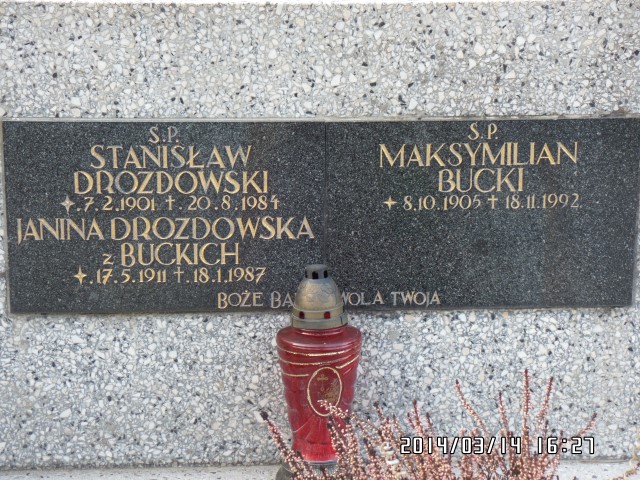 Ś.P.
STANISŁAW
DROZDOWSKI
✦7.2.1901 ✝ 20.8.1984
JANINA DROZDOWSKA
z BUCKICH
✦17.5.1911 ✝18.1.1987
Ś.P.
MAKSYMILIAN
BUCKI
✦8.10.1905 ✝ 18.11.1992
BOŻE WOLA TWOJA
2014/03/14 16:27